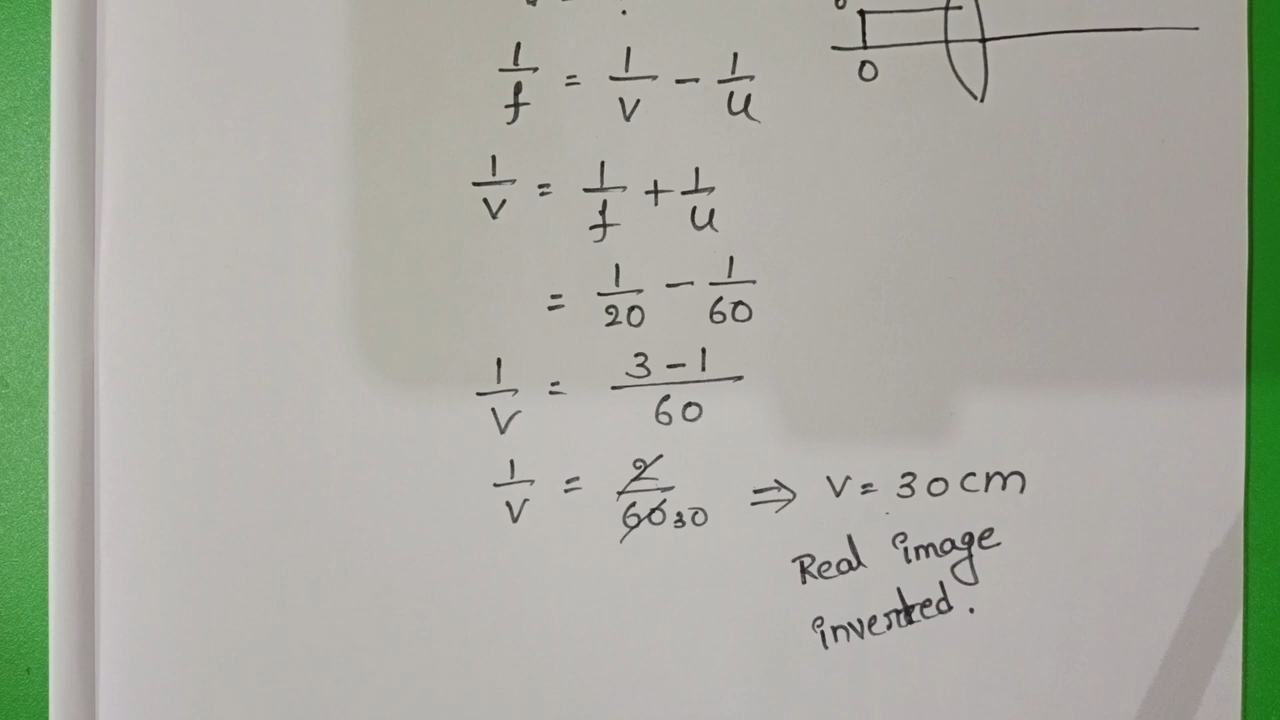 1/f = 1/v - 1/u
O
1/v = 1/f + 1/u
= 1/20 - 1/60
1/v = 3 - 1/60
1/v = 2/60 30 ⇒ v = 30 cm
Real image
inverted.